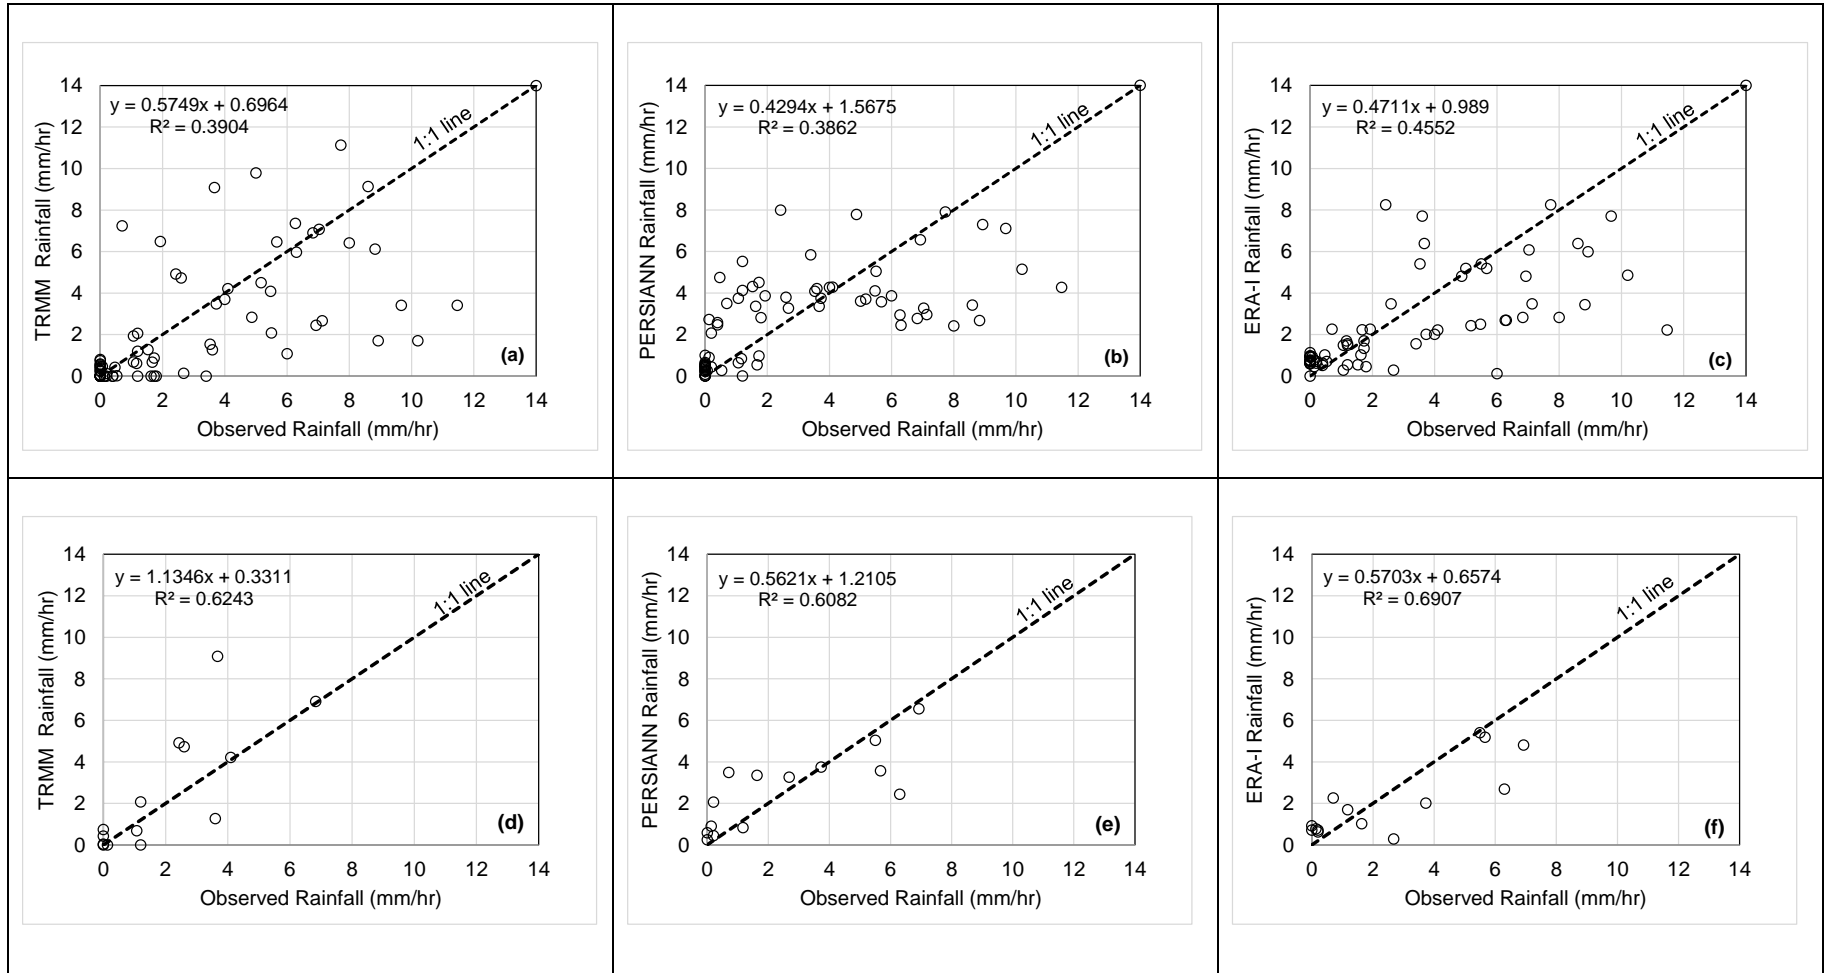 14
12
10
8
6
4
2
0
TRMM  Rainfall (mm/hr)
y = 0.5749x + 0.6964
R² = 0.3904
1:1 line
(a)
0 2 4 6 8 10 12 14
Observed Rainfall (mm/hr)
14
12
10
8
6
4
2
0
PERSIANN Rainfall (mm/hr)
y = 0.4294x + 1.5675
R² = 0.3862
1:1 line
(b)
0 2 4 6 8 10 12 14
Observed Rainfall (mm/hr)
14
12
10
8
6
4
2
0
ERA-I Rainfall (mm/hr)
y = 0.4711x + 0.989
R² = 0.4552
1:1 line
(c)
0 2 4 6 8 10 12 14
Observed Rainfall (mm/hr)
14
12
10
8
6
4
2
0
TRMM  Rainfall (mm/hr)
y = 1.1346x + 0.3311
R² = 0.6243
1:1 line
(d)
0 2 4 6 8 10 12 14
Observed Rainfall (mm/hr)
14
12
10
8
6
4
2
0
PERSIANN Rainfall (mm/hr)
y = 0.5621x + 1.2105
R² = 0.6082
1:1 line
(e)
0 2 4 6 8 10 12 14
Observed Rainfall (mm/hr)
14
12
10
8
6
4
2
0
ERA-I Rainfall (mm/hr)
y = 0.5703x + 0.6574
R² = 0.6907
1:1 line
(f)
0 2 4 6 8 10 12 14
Observed Rainfall (mm/hr)